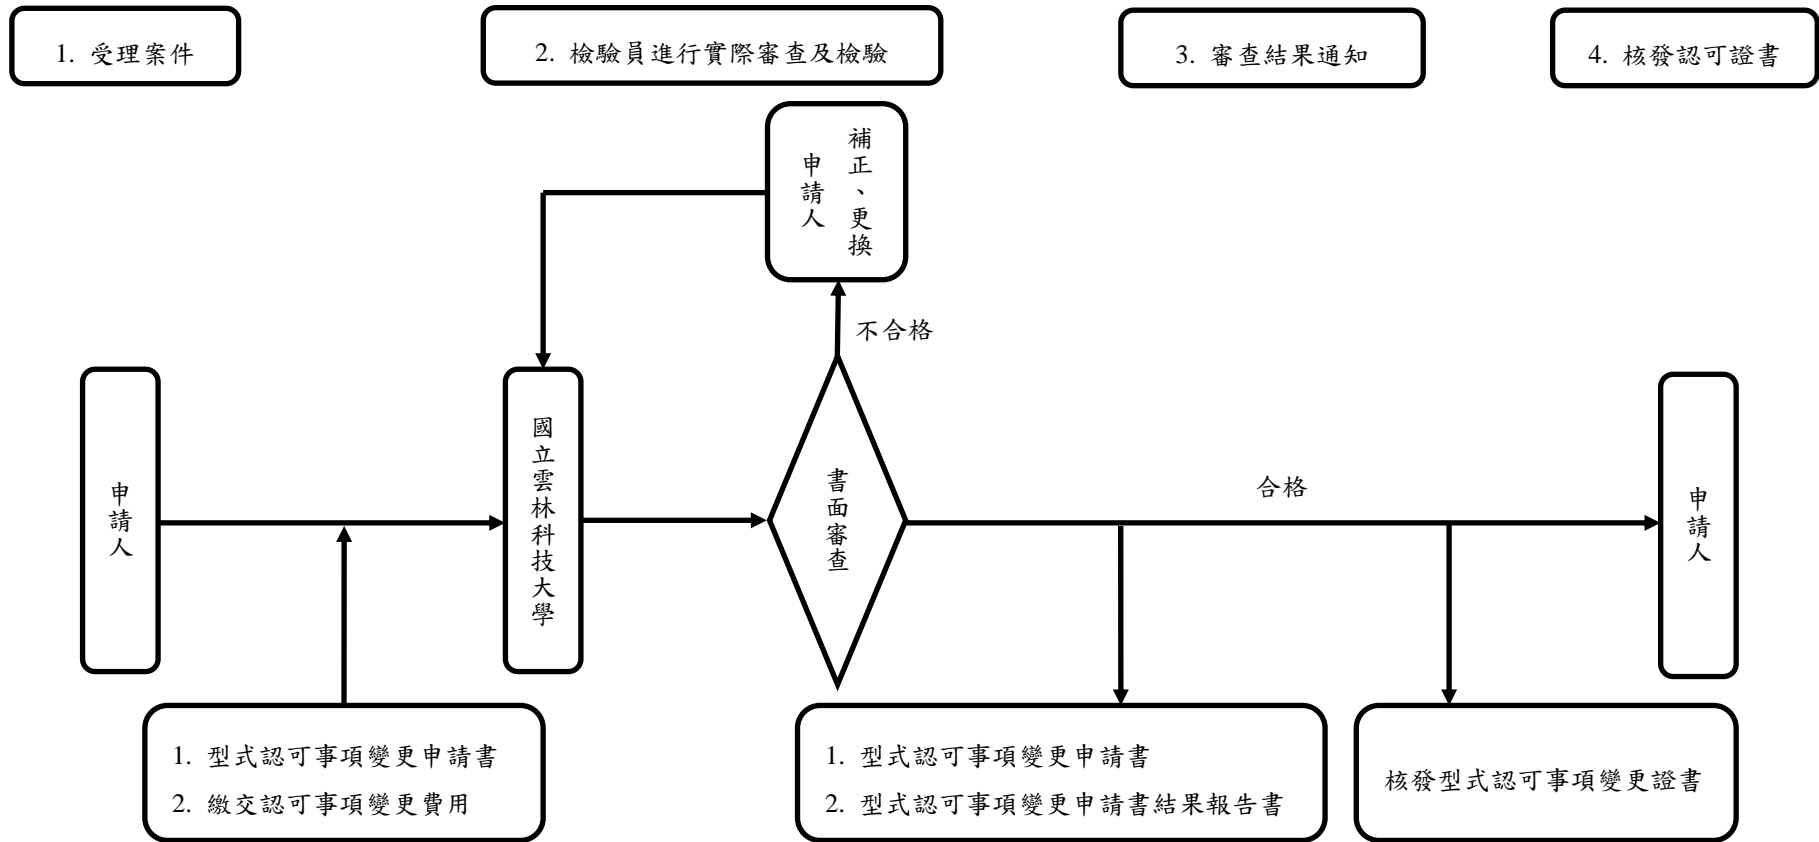 1. 受理案件
2. 檢驗員進行實際審查及檢驗
3. 審查結果通知
4. 核發認可證書
補正、更換
申請人
不合格
申請人
國立雲林科技大學
書面審查
合格
申請人
1. 型式認可事項變更申請書
2. 繳交認可事項變更費用
1. 型式認可事項變更申請書
2. 型式認可事項變更申請書結果報告書
核發型式認可事項變更證書